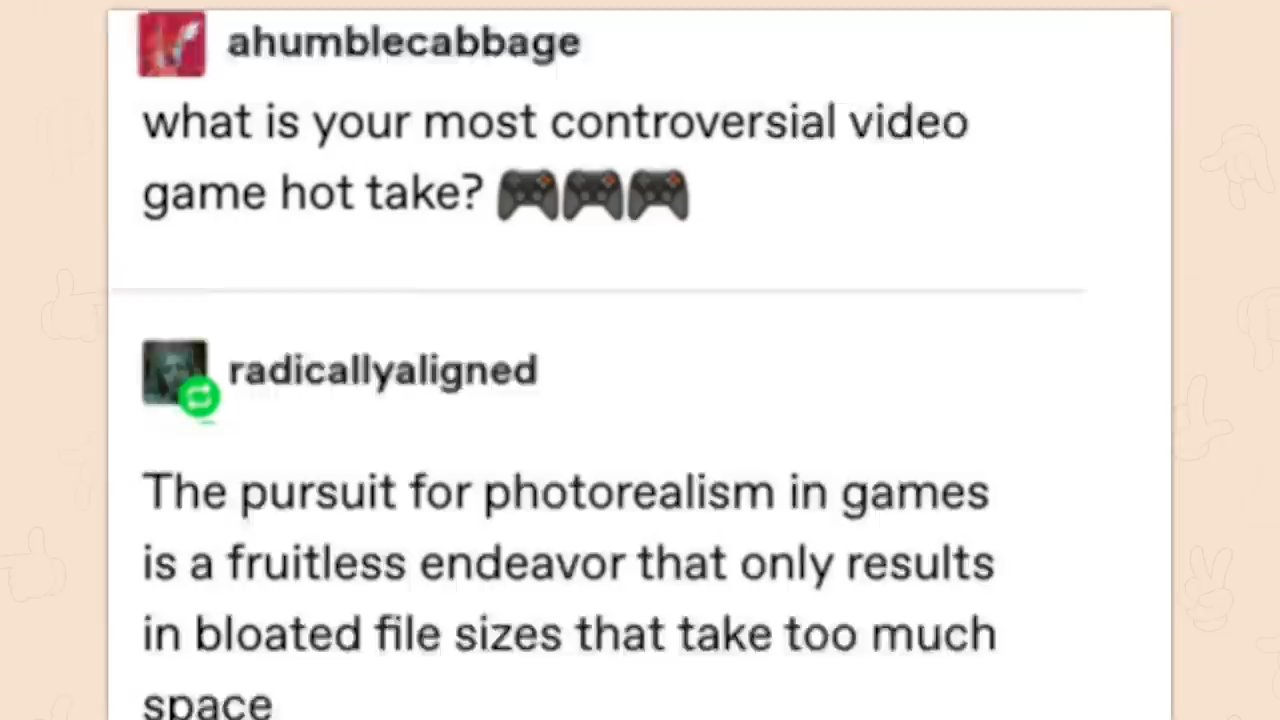 ahumblecabbage
what is your most controversial video
game hot take? 🎮🎮🎮
radicallyaligned
The pursuit for photorealism in games
is a fruitless endeavor that only results
in bloated file sizes that take too much
space